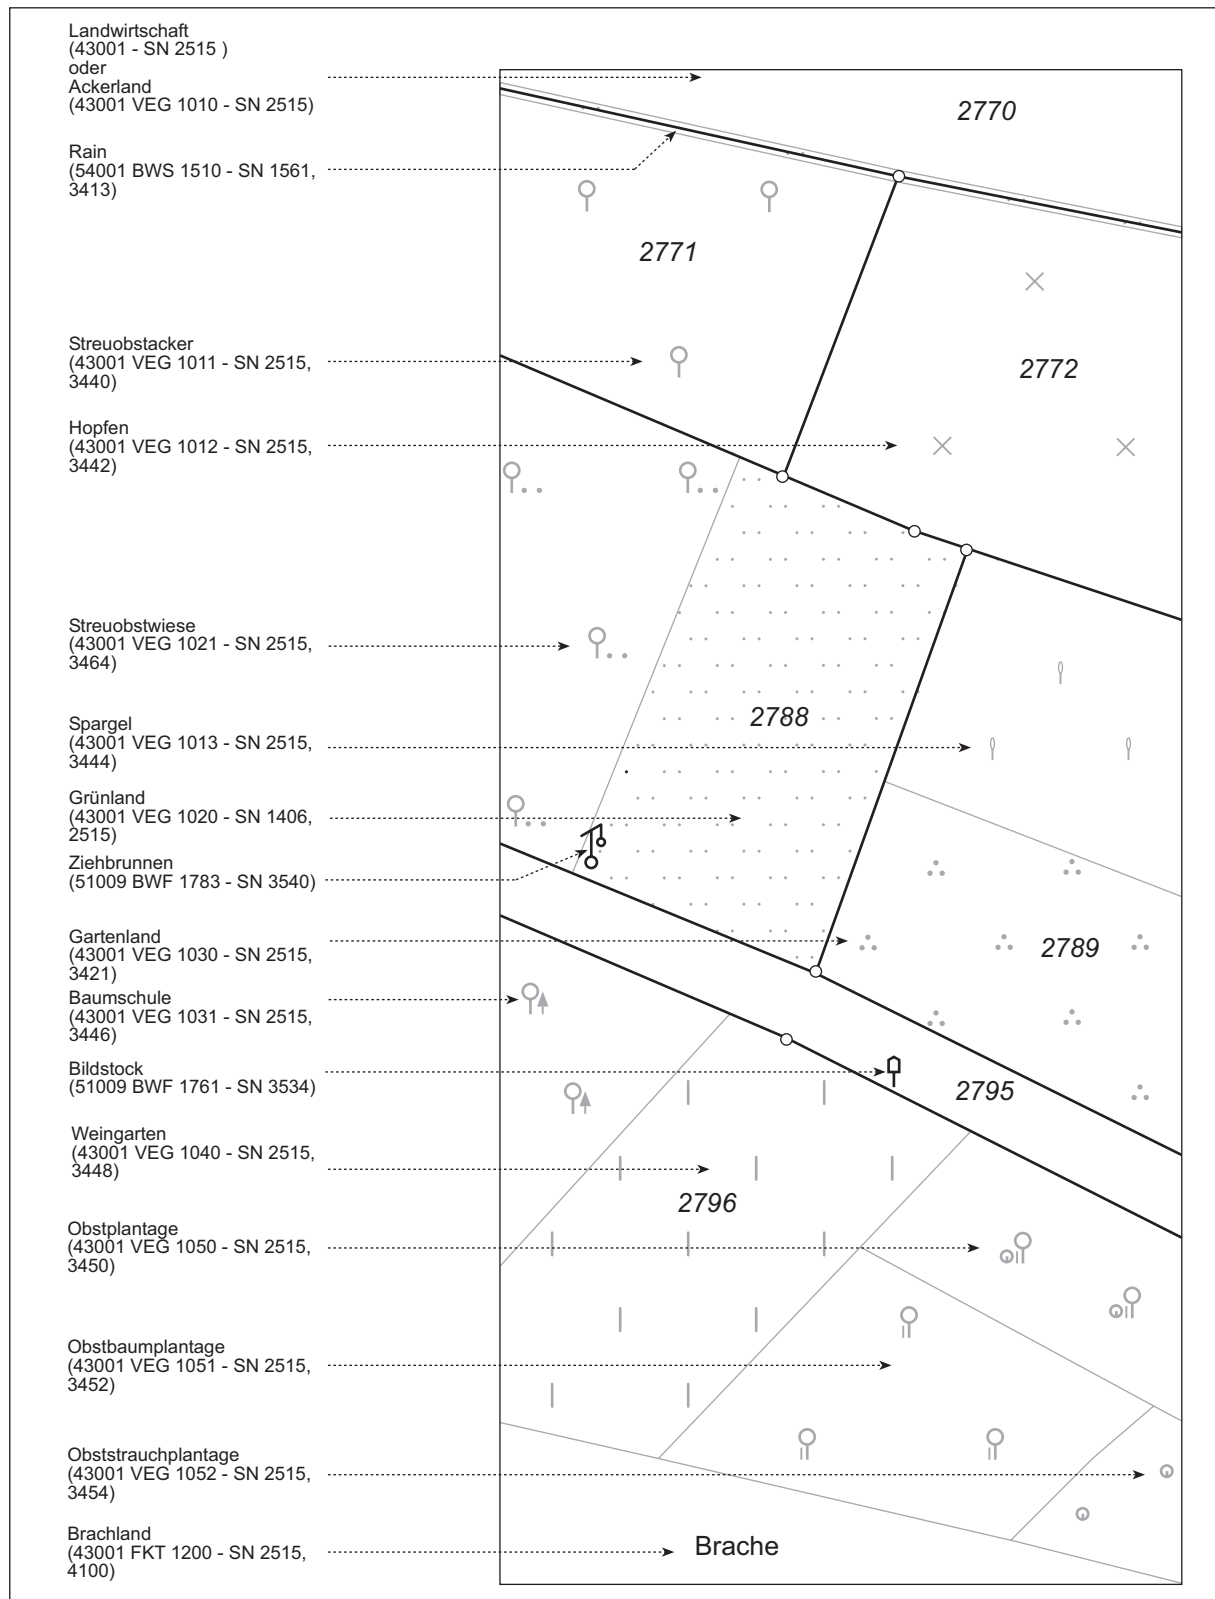 Landwirtschaft
(43001 - SN 2515 )
oder
Ackerland
(43001 VEG 1010 - SN 2515)
2770
Rain
(54001 BWS 1510 - SN 1561,
3413)
2771
Streuobstacker
(43001 VEG 1011 - SN 2515,
3440)
2772
Hopfen
(43001 VEG 1012 - SN 2515,
3442)
Streuobstwiese
(43001 VEG 1021 - SN 2515,
3464)
2788
Spargel
(43001 VEG 1013 - SN 2515,
3444)
Grünland
(43001 VEG 1020 - SN 1406,
2515)
Ziehbrunnen
(51009 BWF 1783 - SN 3540)
Gartenland
(43001 VEG 1030 - SN 2515,
3421)
2789
Baumschule
(43001 VEG 1031 - SN 2515,
3446)
Bildstock
(51009 BWF 1761 - SN 3534)
2795
Weingarten
(43001 VEG 1040 - SN 2515,
3448)
2796
Obstplantage
(43001 VEG 1050 - SN 2515,
3450)
Obstbaumplantage
(43001 VEG 1051 - SN 2515,
3452)
Obststrauchplantage
(43001 VEG 1052 - SN 2515,
3454)
Brachland
(43001 FKT 1200 - SN 2515,
4100)
Brache